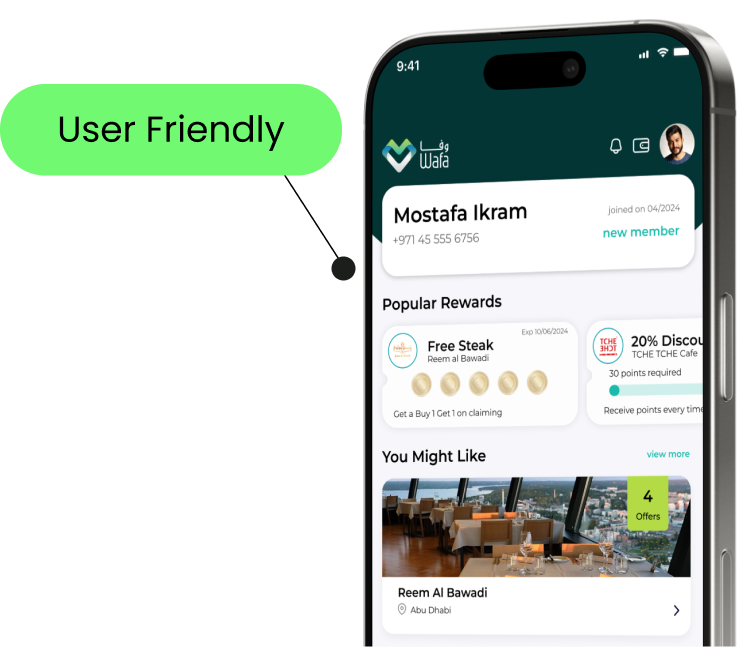 User Friendly
9:41
وفا
Wafa
Mostafa Ikram
joined on 04/2024
+971 45 555 6756
new member
Popular Rewards
Exp 10/06/2024
Free Steak
Reem al Bawadi
Get a Buy 1 Get 1 on claiming
TCHE
TCHE
20% Discou
TCHE TCHE Cafe
30 points required
Receive points every time
You Might Like
view more
4
Offers
Reem Al Bawadi
Abu Dhabi